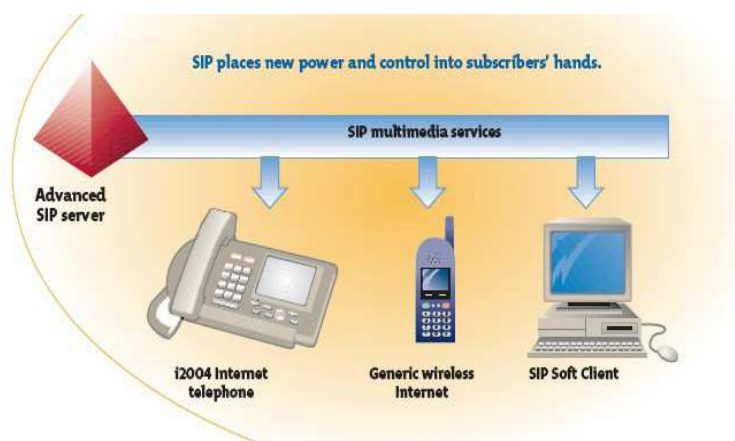 SIP places new power and control into subscribers' hands.
SIP multimedia services
Advanced
SIP server
i2004 Internet
telephone
Generic wireless
Internet
SIP Soft Client